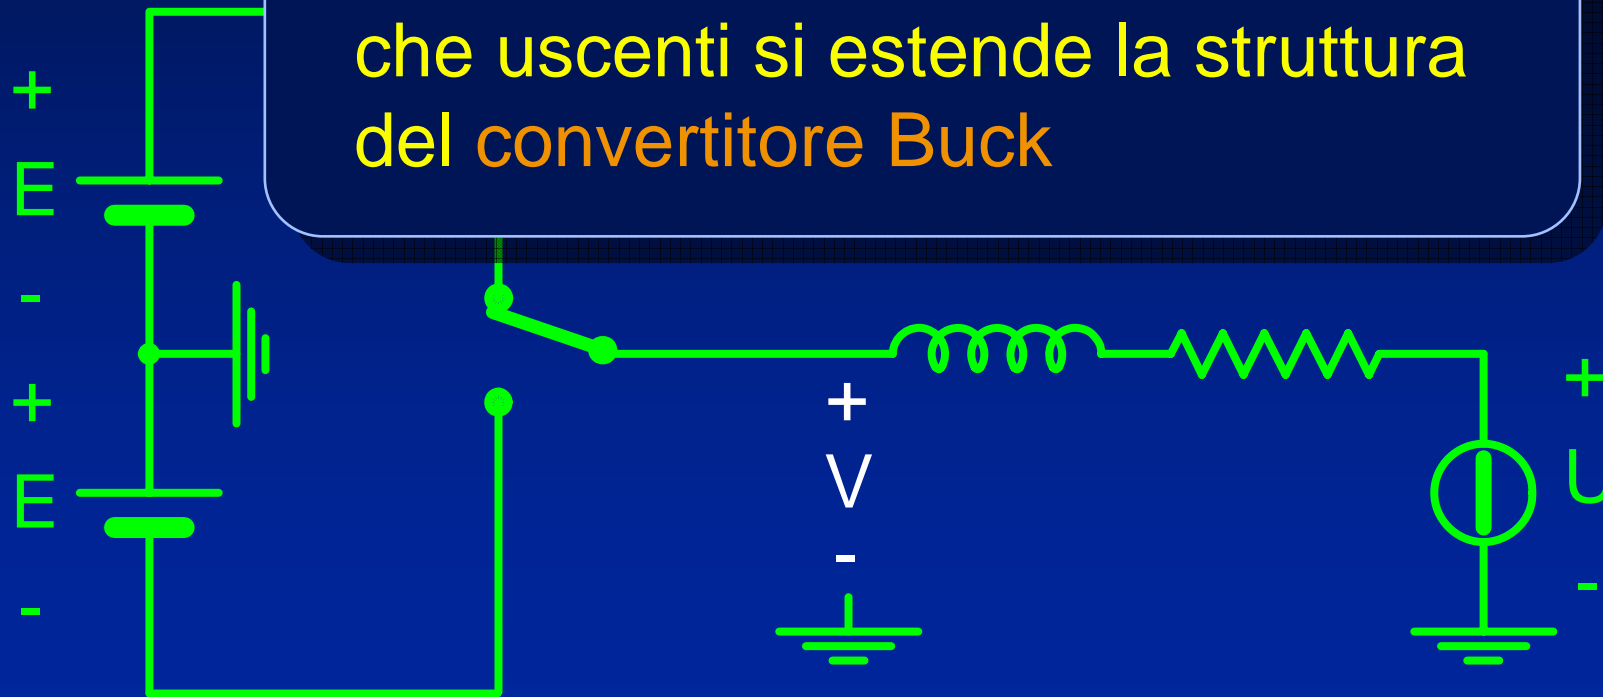 che uscenti si estende la struttura
del convertitore Buck
+
E
-
+
E
-
+
V
-
+
U
-